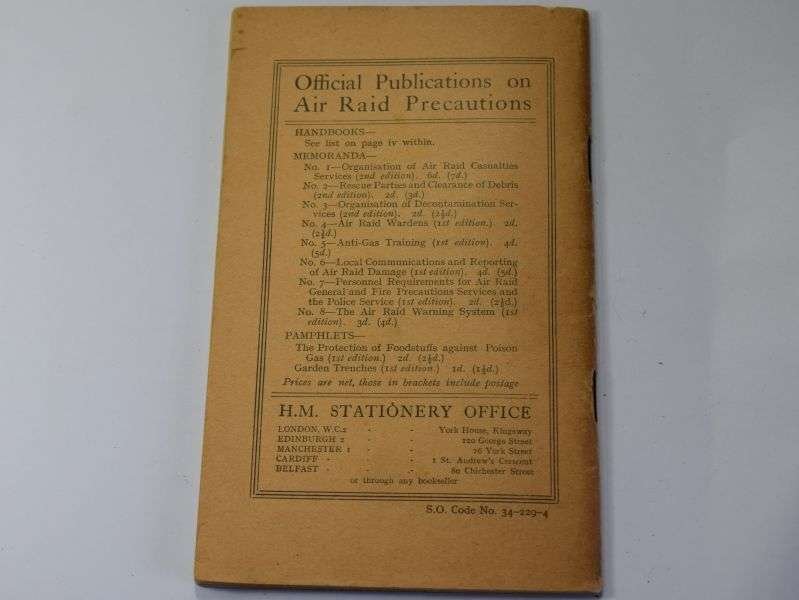 Official Publications on
Air Raid Precautions
HANDBOOKS—
See list on page iv within.
MEMORANDA—
No. 1—Organisation of Air Raid Casualties
Services (2nd edition). 6d. (7d.)
No. 2—Rescue Parties and Clearance of Debris
(2nd edition). 2d. (3d.)
No. 3—Organisation of Decontamination Ser-
vices (2nd edition). 2d. (2½d.)
No. 4—Air Raid Wardens (1st edition.) 2d.
(2½d.)
No. 5—Anti-Gas Training (1st edition). 4d.
(5d.)
No. 6—Local Communications and Reporting
of Air Raid Damage (1st edition). 4d. (5d.)
No. 7—Personnel Requirements for Air Raid
General and Fire Precautions Services and
the Police Service (1st edition). 2d. (2½d.)
No. 8—The Air Raid Warning System (1st
edition). 3d. (4d.)
PAMPHLETS—
The Protection of Foodstuffs against Poison
Gas (1st edition.) 2d. (2½d.)
Garden Trenches (1st edition.) 1d. (1½d.)
Prices are net, those in brackets include postage
H.M. STATIONERY OFFICE
LONDON, W.C.2 - - York House, Kingsway
EDINBURGH 2 - - 120 George Street
MANCHESTER 1 - - 26 York Street
CARDIFF - - - 1 St. Andrew's Crescent
BELFAST - - - 80 Chichester Street
or through any bookseller
S.O. Code No. 34-229-4